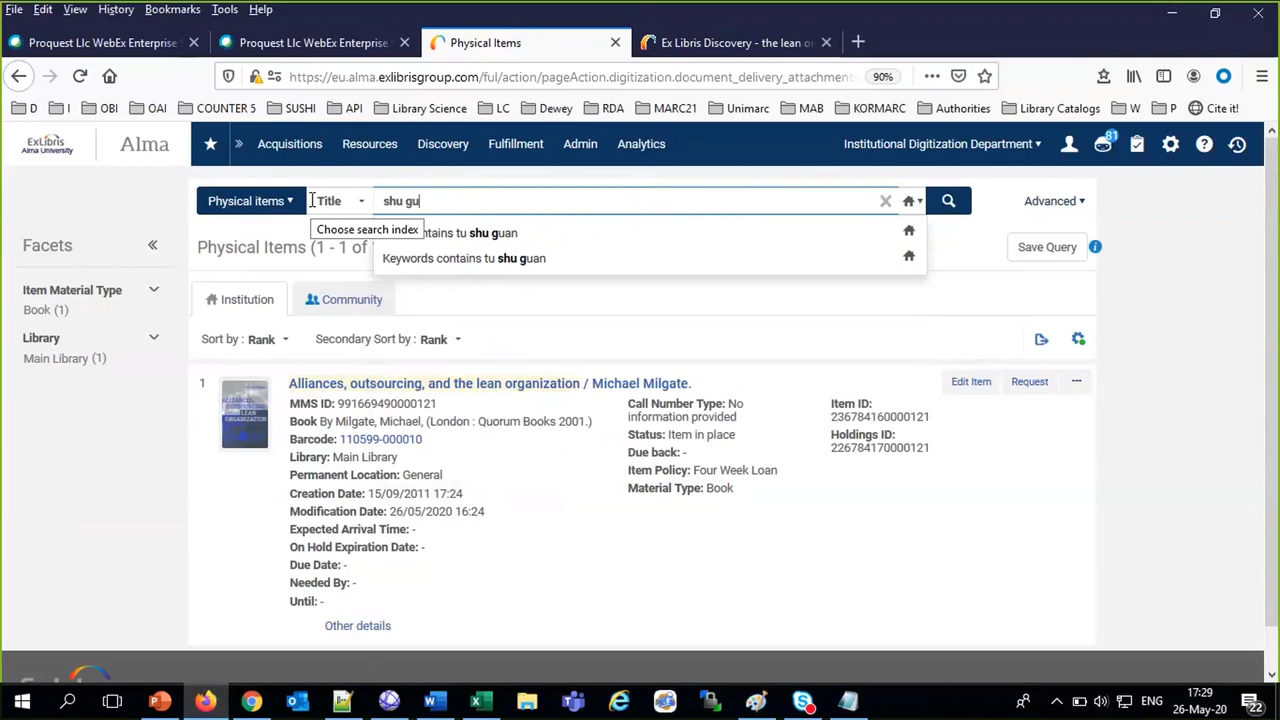 File Edit View History Bookmarks Tools Help
Proquest Llc WebEx Enterprise Proquest Llc WebEx Enterprise Physical Items Ex Libris Discovery - the lean or
https://eu.alma.exlibrisgroup.com/ful/action/pageAction.digitization.document_delivery_attachment 90%
D I OBI OAI COUNTER 5 SUSHI API Library Science LC Dewey RDA MARC21 Unimarc MAB KORMARC Authorities Library Catalogs W P Cite it!
ExLibris
Alma University
Alma
Acquisitions Resources Discovery Fulfillment Admin Analytics Institutional Digitization Department 81
Physical items Title shu gu Advanced
Choose search index
ntains tu shu guan
Keywords contains tu shu guan
Physical Items (1 - 1 of
Save Query
Facets
Institution Community
Item Material Type
Book (1)
Library
Main Library (1)
Sort by : Rank Secondary Sort by : Rank
1 Alliances, outsourcing, and the lean organization / Michael Milgate.
Edit Item Request
MMS ID: 991669490000121
Book By Milgate, Michael, (London : Quorum Books 2001.)
Barcode: 110599-000010
Library: Main Library
Permanent Location: General
Creation Date: 15/09/2011 17:24
Modification Date: 26/05/2020 16:24
Expected Arrival Time: -
On Hold Expiration Date: -
Due Date: -
Needed By: -
Until: -
Call Number Type: No
information provided
Status: Item in place
Due back: -
Item Policy: Four Week Loan
Material Type: Book
Item ID:
236784160000121
Holdings ID:
226784170000121
Other details
ENG
17:29
26-May-20
22